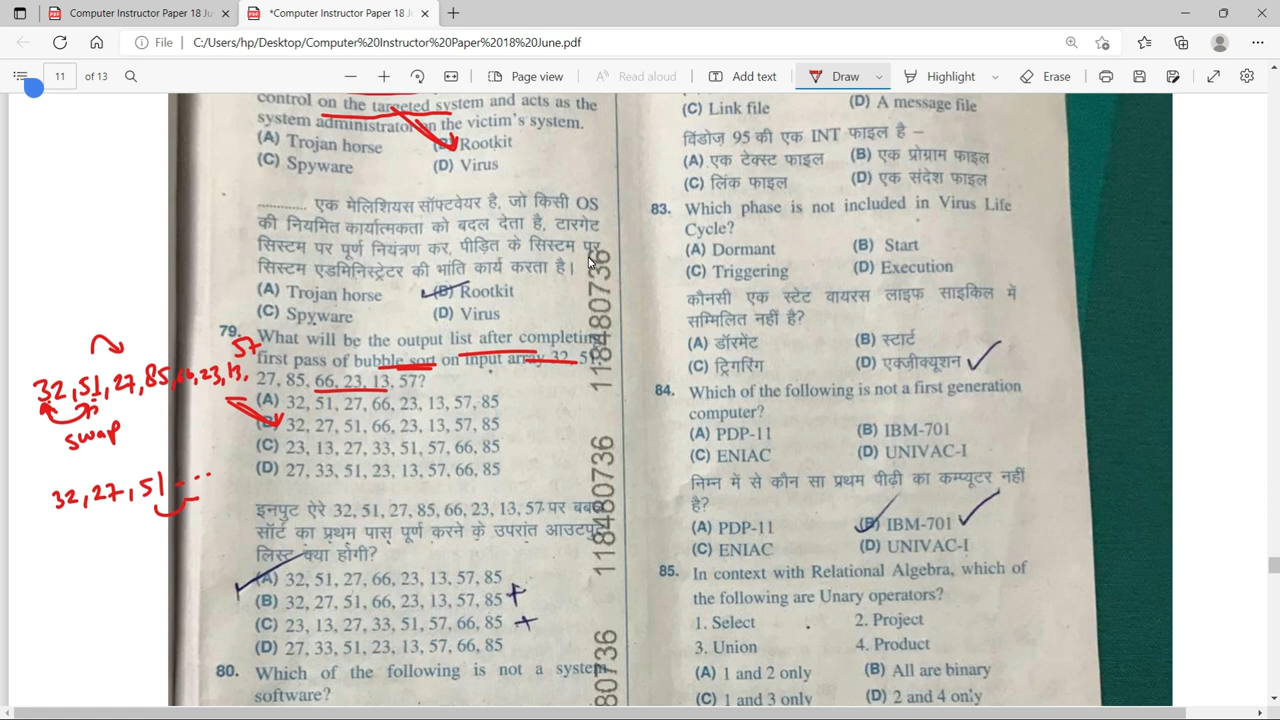 Computer Instructor Paper 18 Ju
*Computer Instructor Paper 18 J
File
C:/Users/hp/Desktop/Computer%20Instructor%20Paper%2018%20June.pdf
11 of 13
Page view
Read aloud
Add text
Draw
Highlight
Erase
control on the targeted system and acts as the
system administrator on the victim's system.
(A) Trojan horse (B) Rootkit
(C) Spyware (D) Virus
............ एक मेलिशियस सॉफ्टवेयर है, जो किसी OS
की नियमित कार्यात्मकता को बदल देता है, टारगेट
सिस्टम पर पूर्ण नियंत्रण कर, पीड़ित के सिस्टम पर
सिस्टम एडमिनिस्ट्रेटर की भांति कार्य करता है।
(A) Trojan horse (B) Rootkit
(C) Spyware (D) Virus
79. What will be the output list after completing
first pass of bubble sort on input array 32, 51,
27, 85, 66, 23, 13, 57?
(A) 32, 51, 27, 66, 23, 13, 57, 85
32, 27, 51, 66, 23, 13, 57, 85
(C) 23, 13, 27, 33, 51, 57, 66, 85
(D) 27, 33, 51, 23, 13, 57, 66, 85
57
32, 51, 27, 85, 66, 23, 13,
swap
32, 27, 51 ....
इनपुट ऐरे 32, 51, 27, 85, 66, 23, 13, 57 पर बबल
सॉर्ट का प्रथम पास पूर्ण करने के उपरांत आउटपुट
लिस्ट क्या होगी?
(A) 32, 51, 27, 66, 23, 13, 57, 85
(B) 32, 27, 51, 66, 23, 13, 57, 85
(C) 23, 13, 27, 33, 51, 57, 66, 85
(D) 27, 33, 51, 23, 13, 57, 66, 85
80. Which of the following is not a system
software?
118480736
118480736
80736
(C) Link file (D) A message file
विंडोज़ 95 की एक INT फाइल है –
(A) एक टेक्स्ट फाइल (B) एक प्रोग्राम फाइल
(C) लिंक फाइल (D) एक संदेश फाइल
83. Which phase is not included in Virus Life
Cycle?
(A) Dormant (B) Start
(C) Triggering (D) Execution
कौनसी एक स्टेट वायरस लाइफ साइकिल में
सम्मिलित नहीं है?
(A) डॉरमेंट (B) स्टार्ट
(C) ट्रिगरिंग (D) एक्ज़ीक्यूशन
84. Which of the following is not a first generation
computer?
(A) PDP-11 (B) IBM-701
(C) ENIAC (D) UNIVAC-I
निम्न में से कौन सा प्रथम पीढ़ी का कम्प्यूटर नहीं
है?
(A) PDP-11 (B) IBM-701
(C) ENIAC (D) UNIVAC-I
85. In context with Relational Algebra, which of
the following are Unary operators?
1. Select 2. Project
3. Union 4. Product
(A) 1 and 2 only (B) All are binary
(C) 1 and 3 only (D) 2 and 4 only